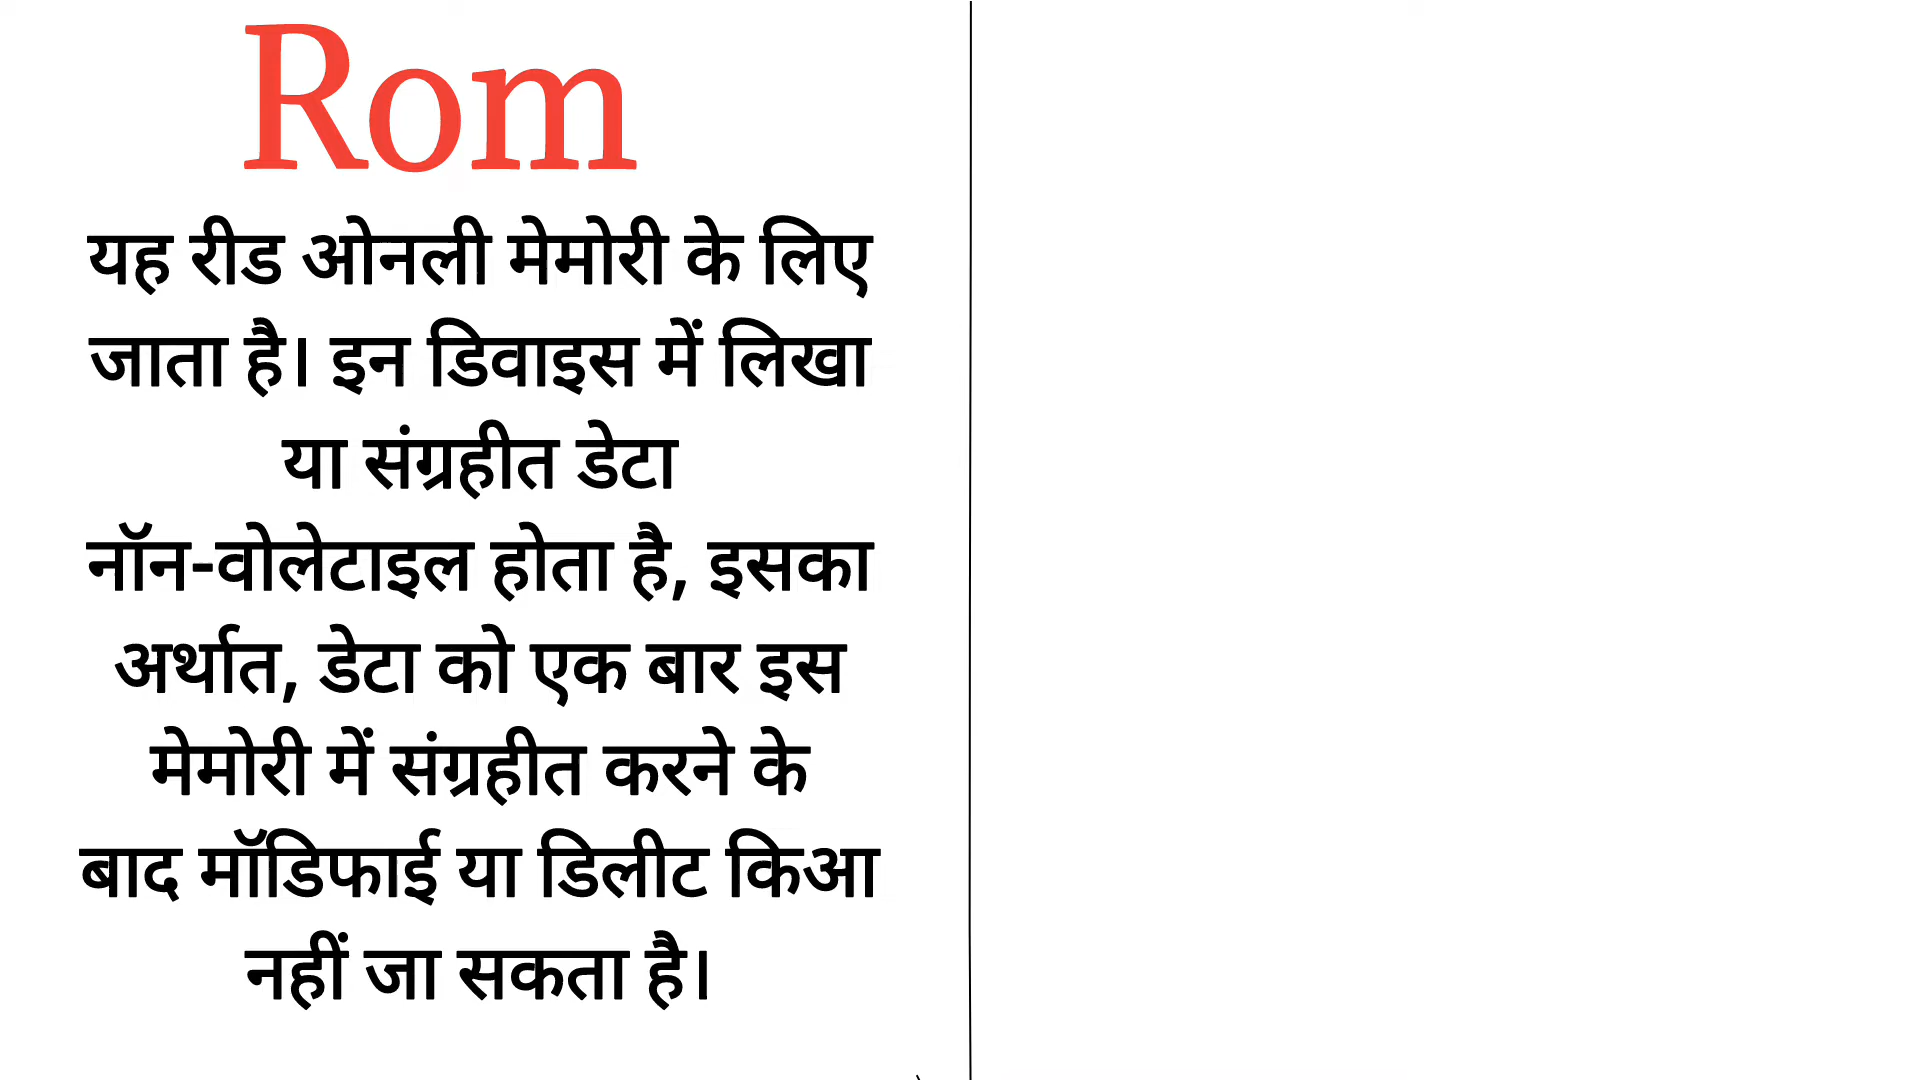 Rom
यह रीड ओनली मेमोरी के लिए
जाता है। इन डिवाइस में लिखा
या संग्रहीत डेटा
नॉन-वोलेटाइल होता है, इसका
अर्थात, डेटा को एक बार इस
मेमोरी में संग्रहीत करने के
बाद मॉडिफाई या डिलीट किआ
नहीं जा सकता है।